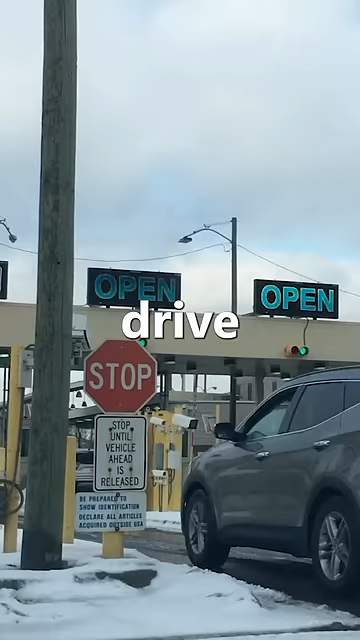 OPEN
OPEN
drive
STOP
STOP
UNTIL
VEHICLE
AHEAD
IS
RELEASED
BE PREPARED TO
SHOW IDENTIFICATION
DECLARE ALL ARTICLES
ACQUIRED OUTSIDE USA